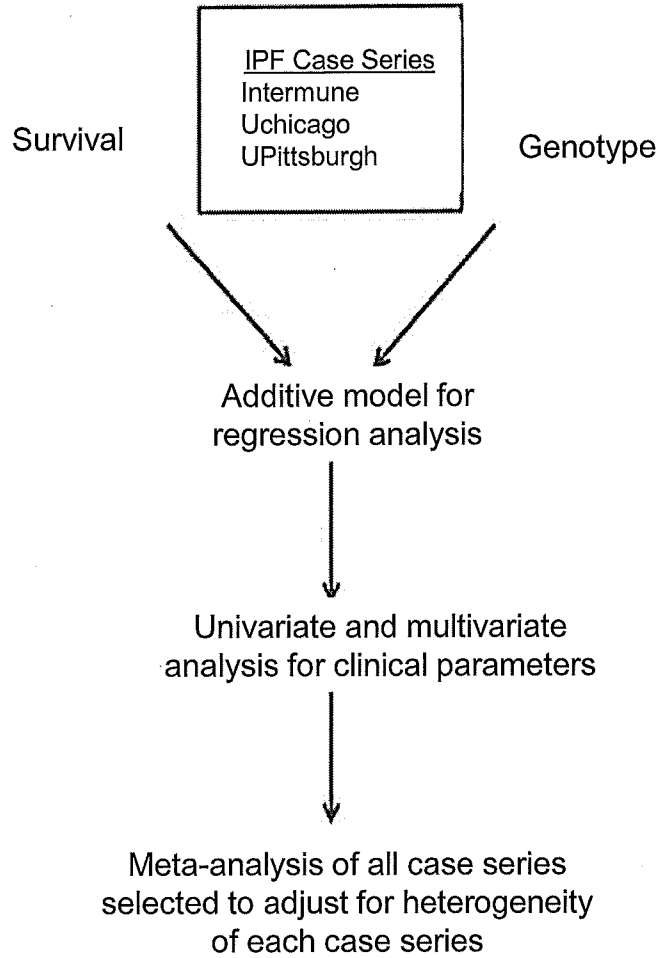 IPF Case Series
Intermune
Uchicago
UPittsburgh
Survival
Genotype
Additive model for
regression analysis
Univariate and multivariate
analysis for clinical parameters
Meta-analysis of all case series
selected to adjust for heterogeneity
of each case series